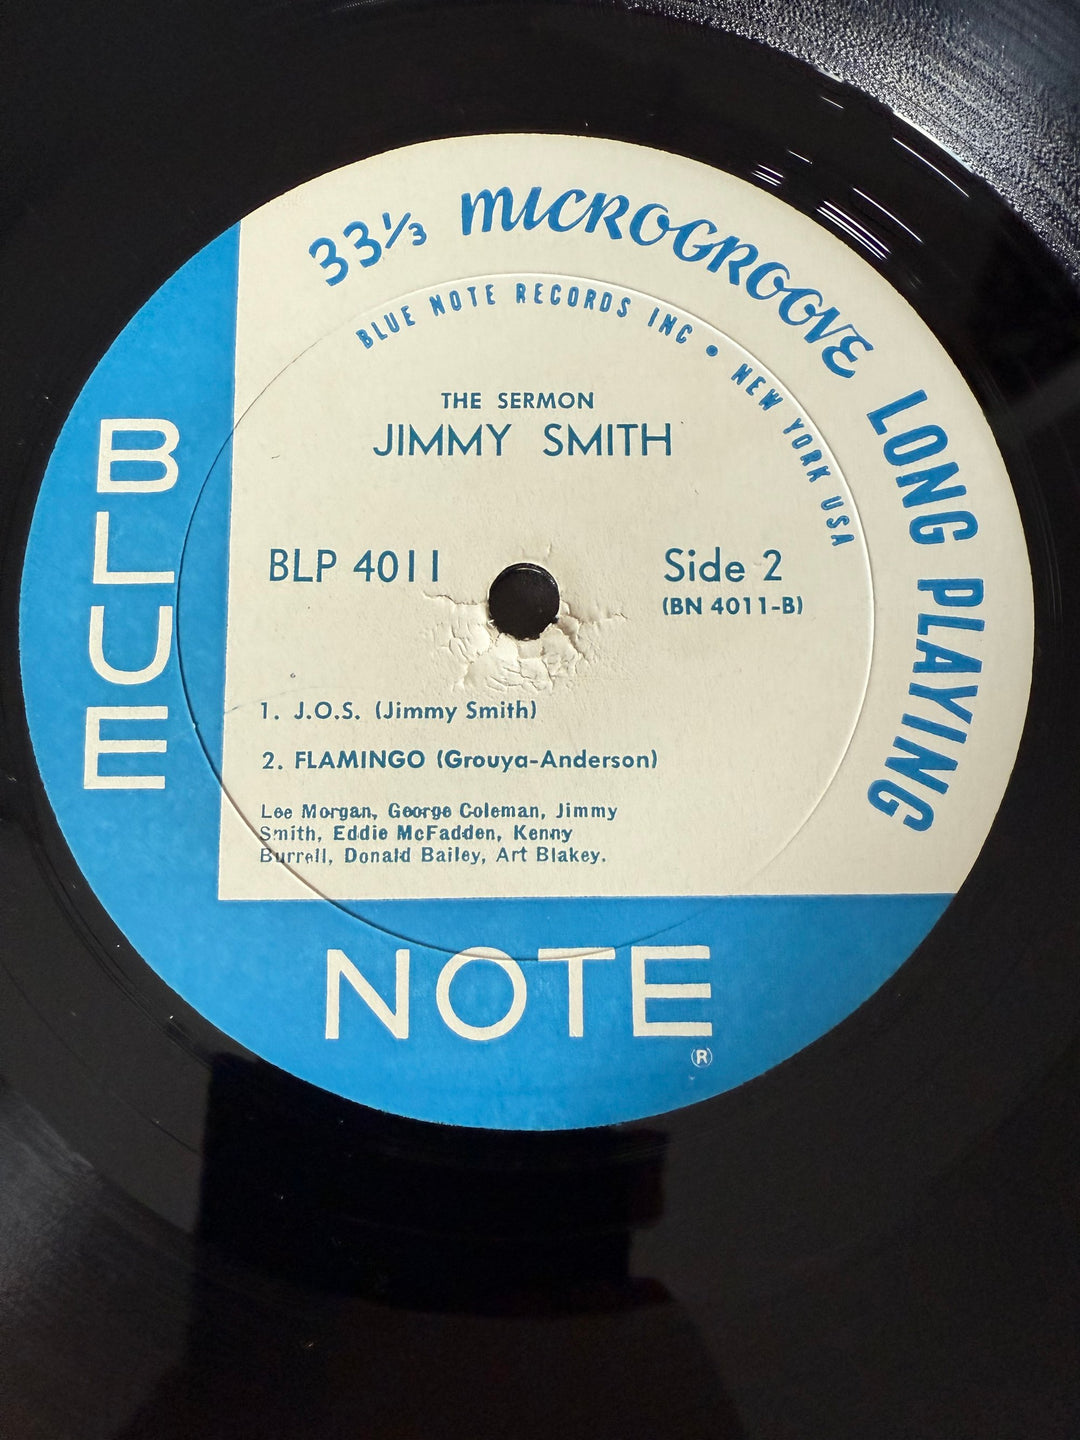 33⅓ MICROGROOVE LONG PLAYING
BLUE NOTE RECORDS INC • NEW YORK USA
THE SERMON
JIMMY SMITH
BLP 4011
Side 2
(BN 4011-B)
1. J.O.S. (Jimmy Smith)
2. FLAMINGO (Grouya-Anderson)
Lee Morgan, George Coleman, Jimmy
Smith, Eddie McFadden, Kenny
Burrell, Donald Bailey, Art Blakey.
BLUE
NOTE
®